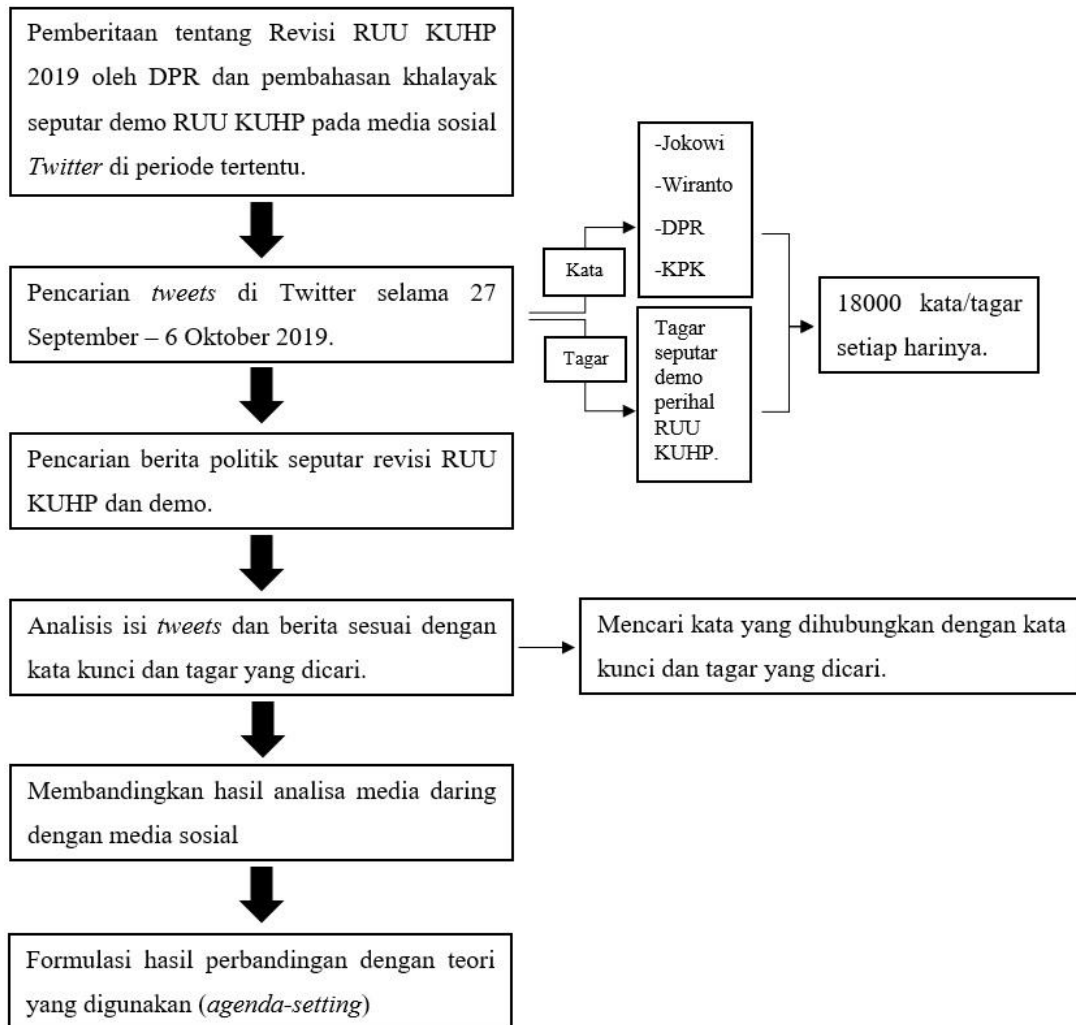 Pemberitaan tentang Revisi RUU KUHP
2019 oleh DPR dan pembahasan khalayak
seputar demo RUU KUHP pada media sosial
Twitter di periode tertentu.
Pencarian tweets di Twitter selama 27
September – 6 Oktober 2019.
Kata
-Jokowi
-Wiranto
-DPR
-KPK
Tagar
Tagar
seputar
demo
perihal
RUU
KUHP.
18000 kata/tagar
setiap harinya.
Pencarian berita politik seputar revisi RUU
KUHP dan demo.
Analisis isi tweets dan berita sesuai dengan
kata kunci dan tagar yang dicari.
Mencari kata yang dihubungkan dengan kata
kunci dan tagar yang dicari.
Membandingkan hasil analisa media daring
dengan media sosial
Formulasi hasil perbandingan dengan teori
yang digunakan (agenda-setting)